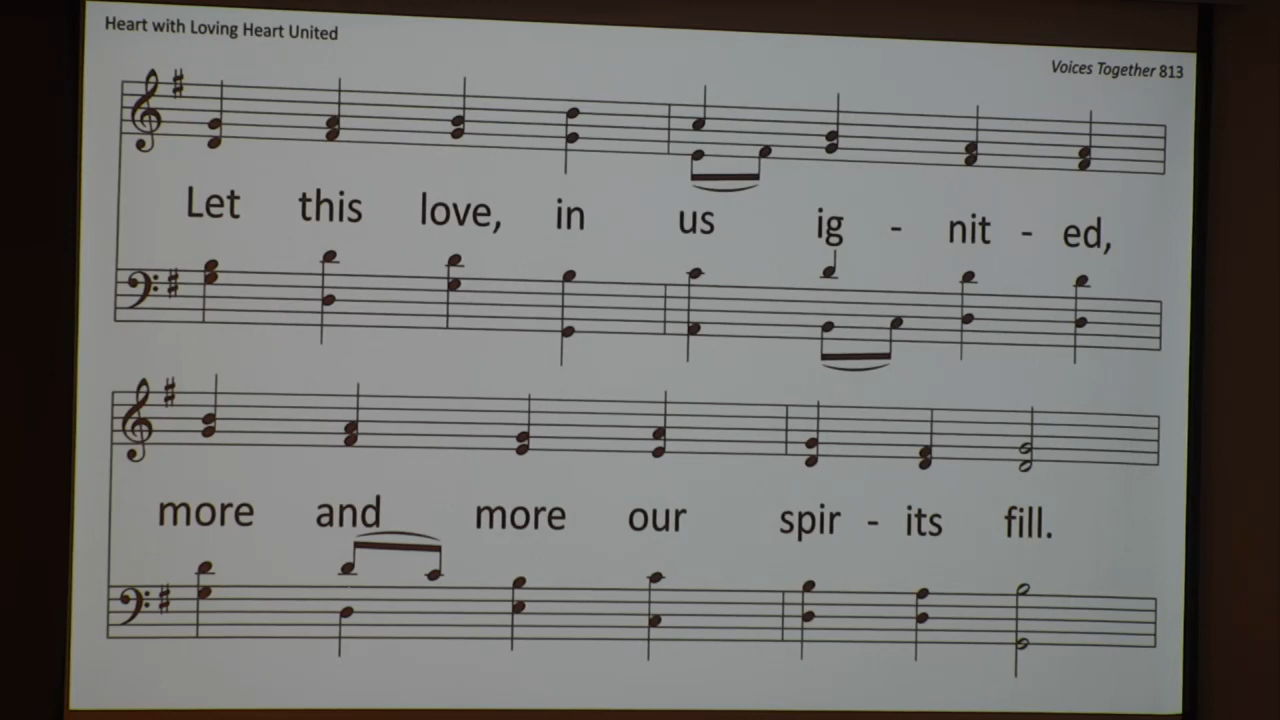 Heart with Loving Heart United
Voices Together 813
Let this love, in us ig - nit - ed,
more and more our spir - its fill.